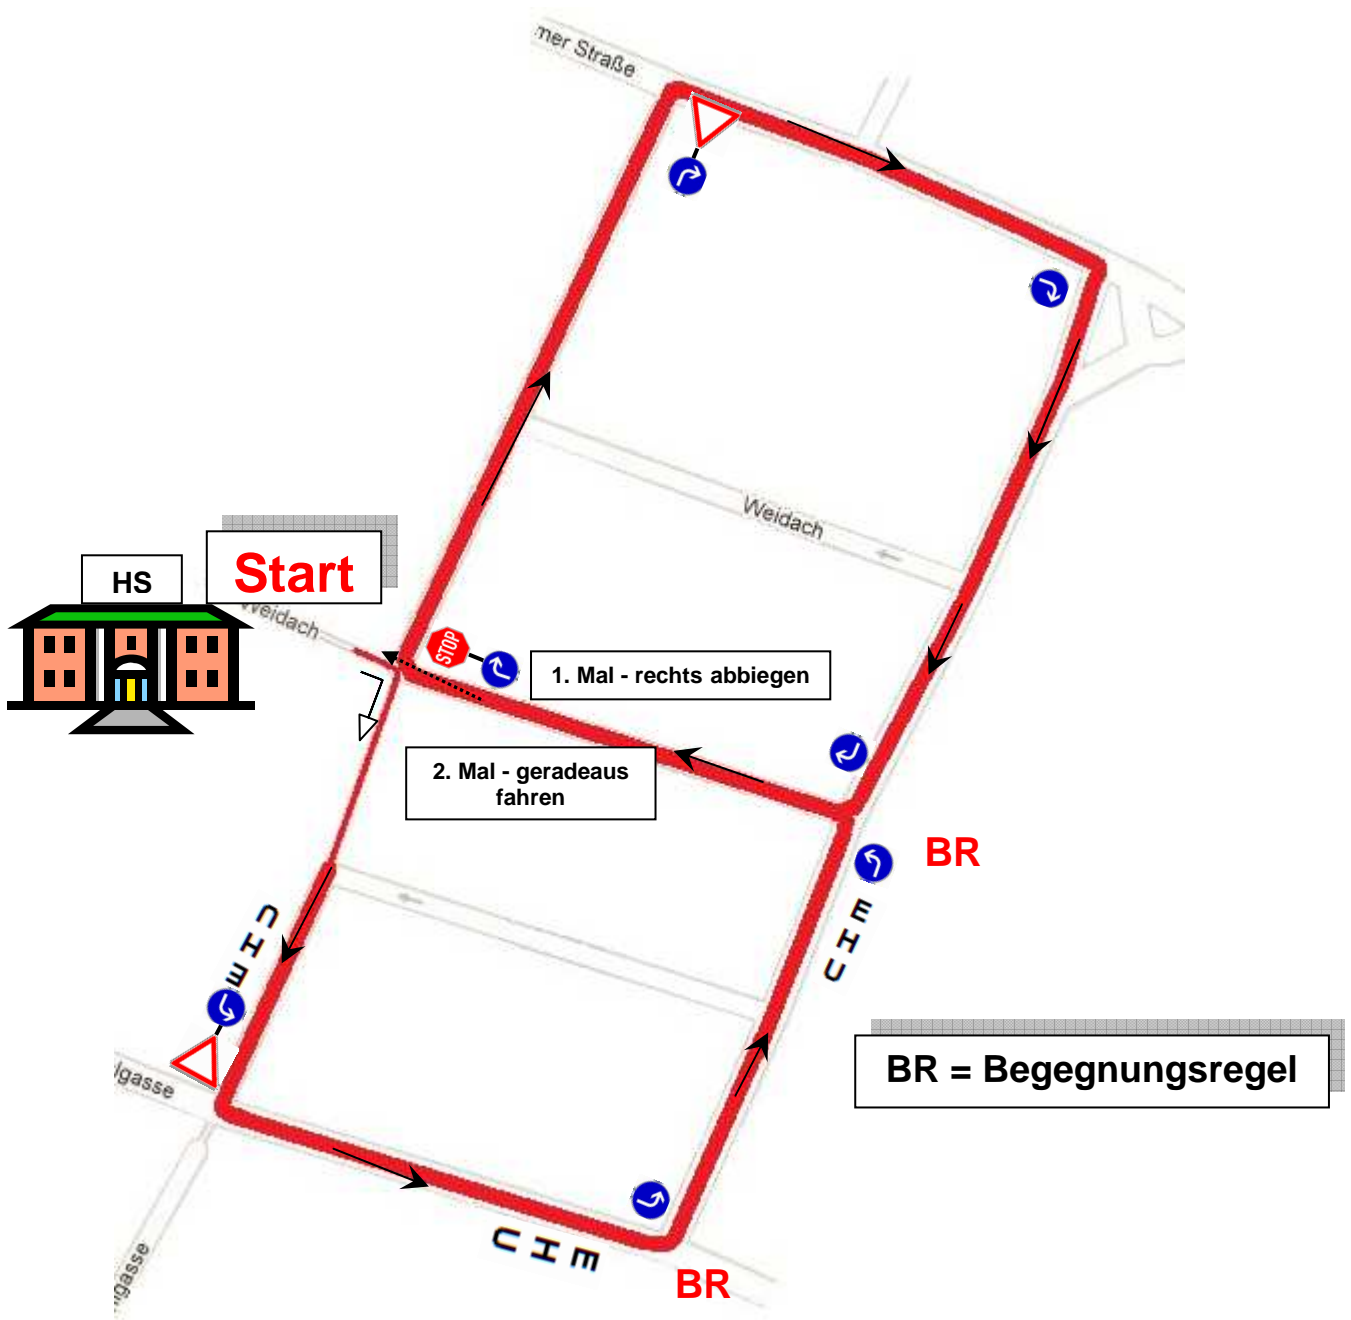 mer Straße
Weidach
Start
HS
Weidach
STOP
1. Mal - rechts abbiegen
2. Mal - geradeaus
fahren
BR
U H E
E H U
BR = Begegnungsregel
lgasse
U H E
BR
gasse